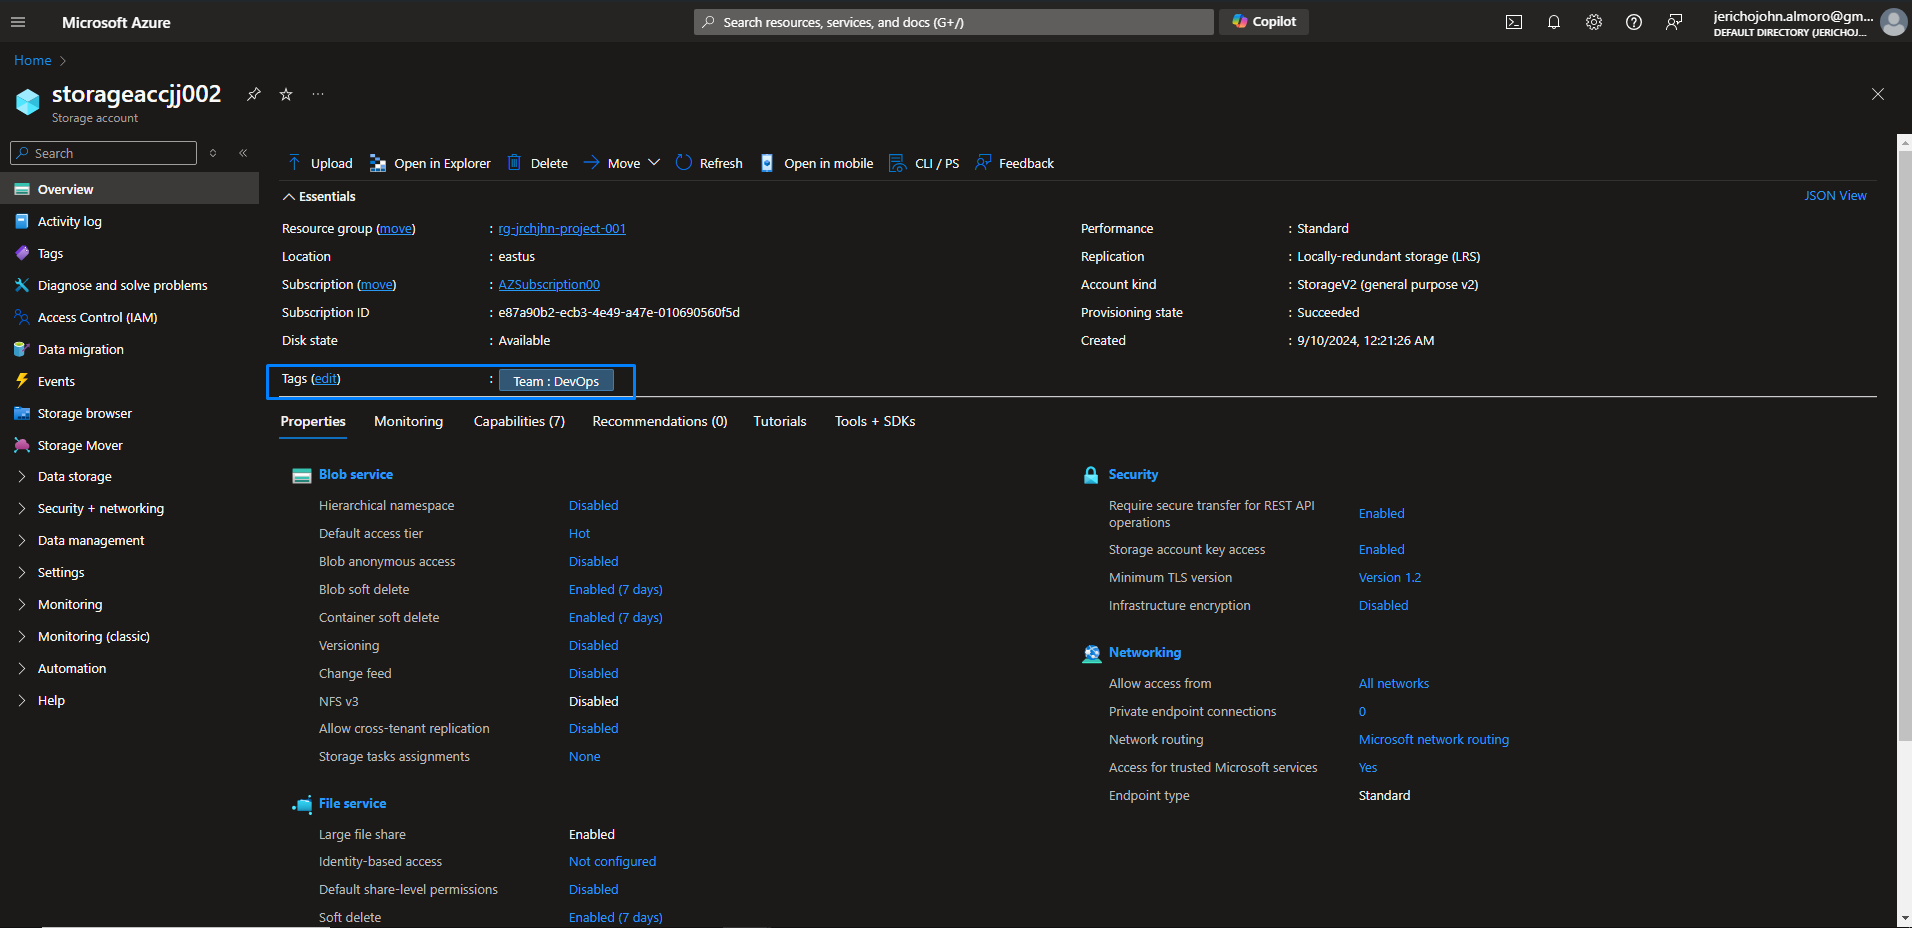 Microsoft Azure
Search resources, services, and docs (G+/)
Copilot
jerichojohn.almoro@gm...
DEFAULT DIRECTORY (JERICHOJ...
Home
storageaccjj002
Storage account
Search
Overview
Activity log
Tags
Diagnose and solve problems
Access Control (IAM)
Data migration
Events
Storage browser
Storage Mover
Data storage
Security + networking
Data management
Settings
Monitoring
Monitoring (classic)
Automation
Help
Upload Open in Explorer Delete Move Refresh Open in mobile CLI / PS Feedback
Essentials
JSON View
Resource group (move) : rg-jrchjhn-project-001
Location : eastus
Subscription (move) : AZSubscription00
Subscription ID : e87a90b2-ecb3-4e49-a47e-010690560f5d
Disk state : Available
Performance : Standard
Replication : Locally-redundant storage (LRS)
Account kind : StorageV2 (general purpose v2)
Provisioning state : Succeeded
Created : 9/10/2024, 12:21:26 AM
Tags (edit) : Team : DevOps
Properties Monitoring Capabilities (7) Recommendations (0) Tutorials Tools + SDKs
Blob service
Hierarchical namespace Disabled
Default access tier Hot
Blob anonymous access Disabled
Blob soft delete Enabled (7 days)
Container soft delete Enabled (7 days)
Versioning Disabled
Change feed Disabled
NFS v3 Disabled
Allow cross-tenant replication Disabled
Storage tasks assignments None
File service
Large file share Enabled
Identity-based access Not configured
Default share-level permissions Disabled
Soft delete Enabled (7 days)
Security
Require secure transfer for REST API
operations Enabled
Storage account key access Enabled
Minimum TLS version Version 1.2
Infrastructure encryption Disabled
Networking
Allow access from All networks
Private endpoint connections 0
Network routing Microsoft network routing
Access for trusted Microsoft services Yes
Endpoint type Standard